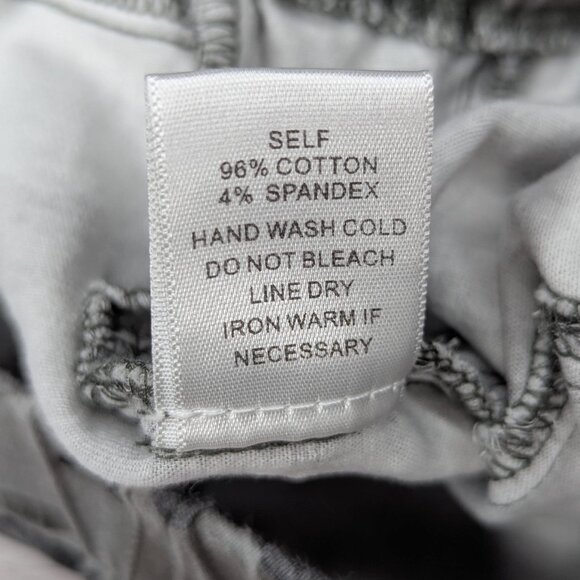 SELF
96% COTTON
4% SPANDEX
HAND WASH COLD
DO NOT BLEACH
LINE DRY
IRON WARM IF
NECESSARY